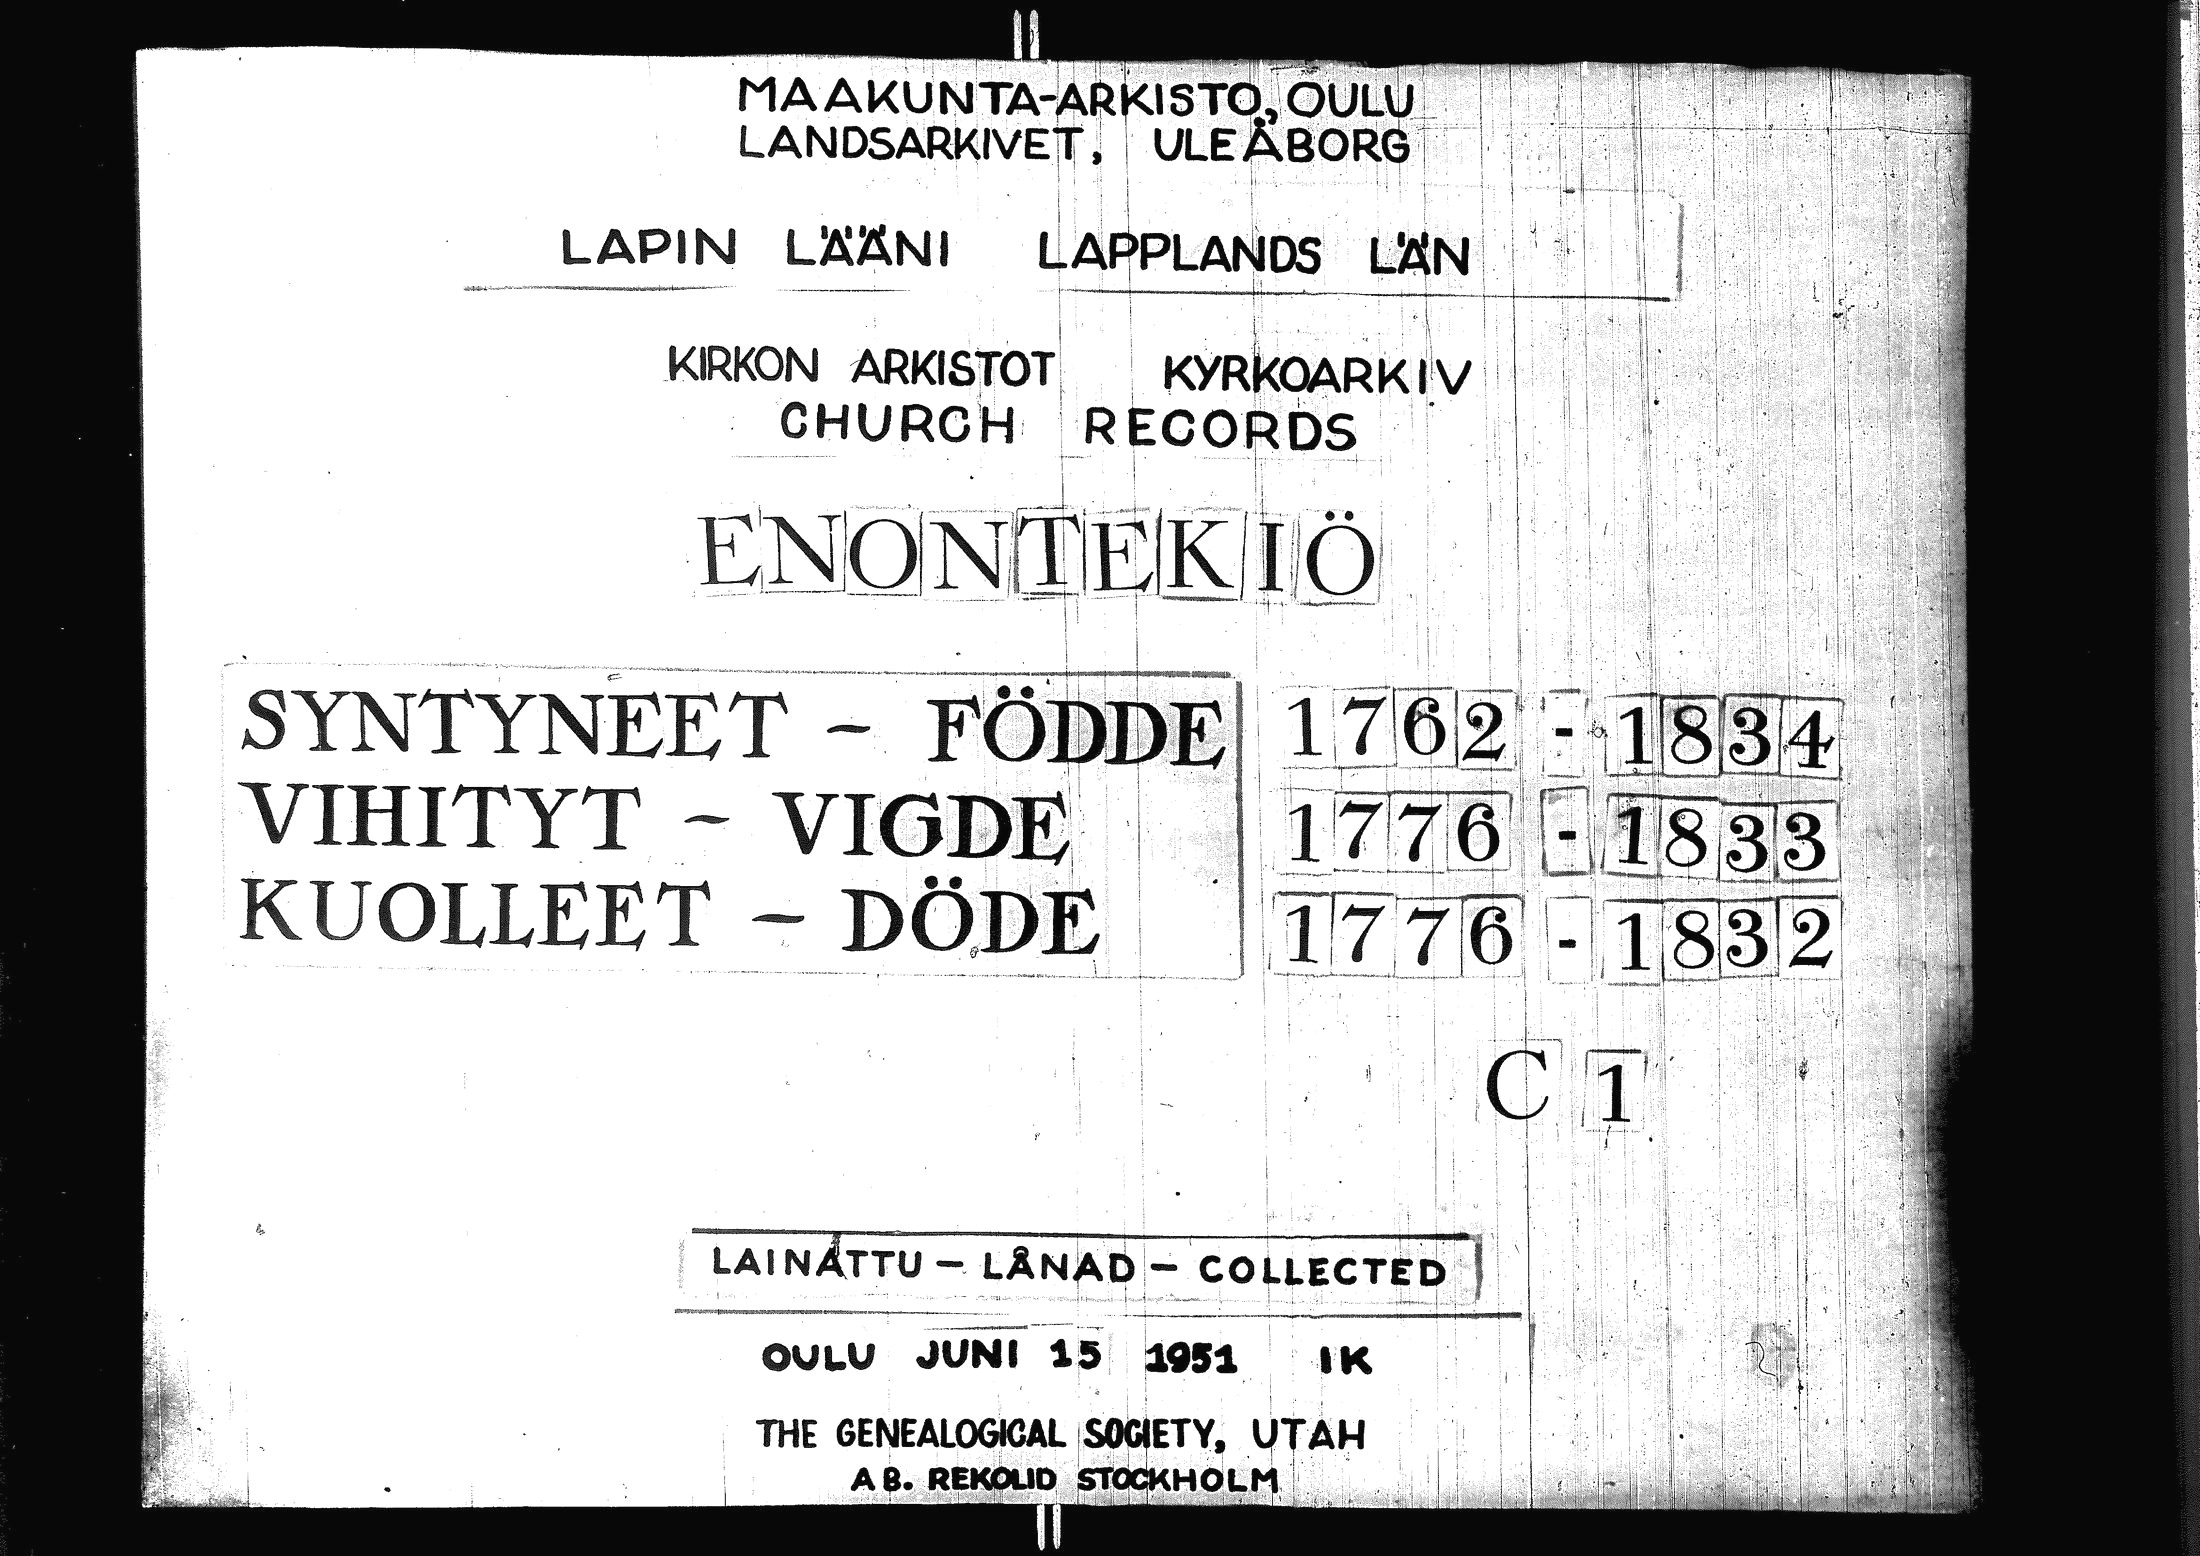 MAAKUNTA-ARKISTO, OULU
LANDSARKIVET, ULEÅBORG
LAPIN LÄÄNI LAPPLANDS LÄN
KIRKON ARKISTOT KYRKOARKIV
CHURCH RECORDS
ENONTEKIÖ
SYNTYNEET - FÖDDE 1762 - 1834
VIHITYT - VIGDE 1776 - 1833
KUOLLEET - DÖDE 1776 - 1832
C 1
LAINATTU - LÅNAD - COLLECTED
OULU JUNI 15 1951 IK
THE GENEALOGICAL SOCIETY, UTAH
AB. REKOLID STOCKHOLM